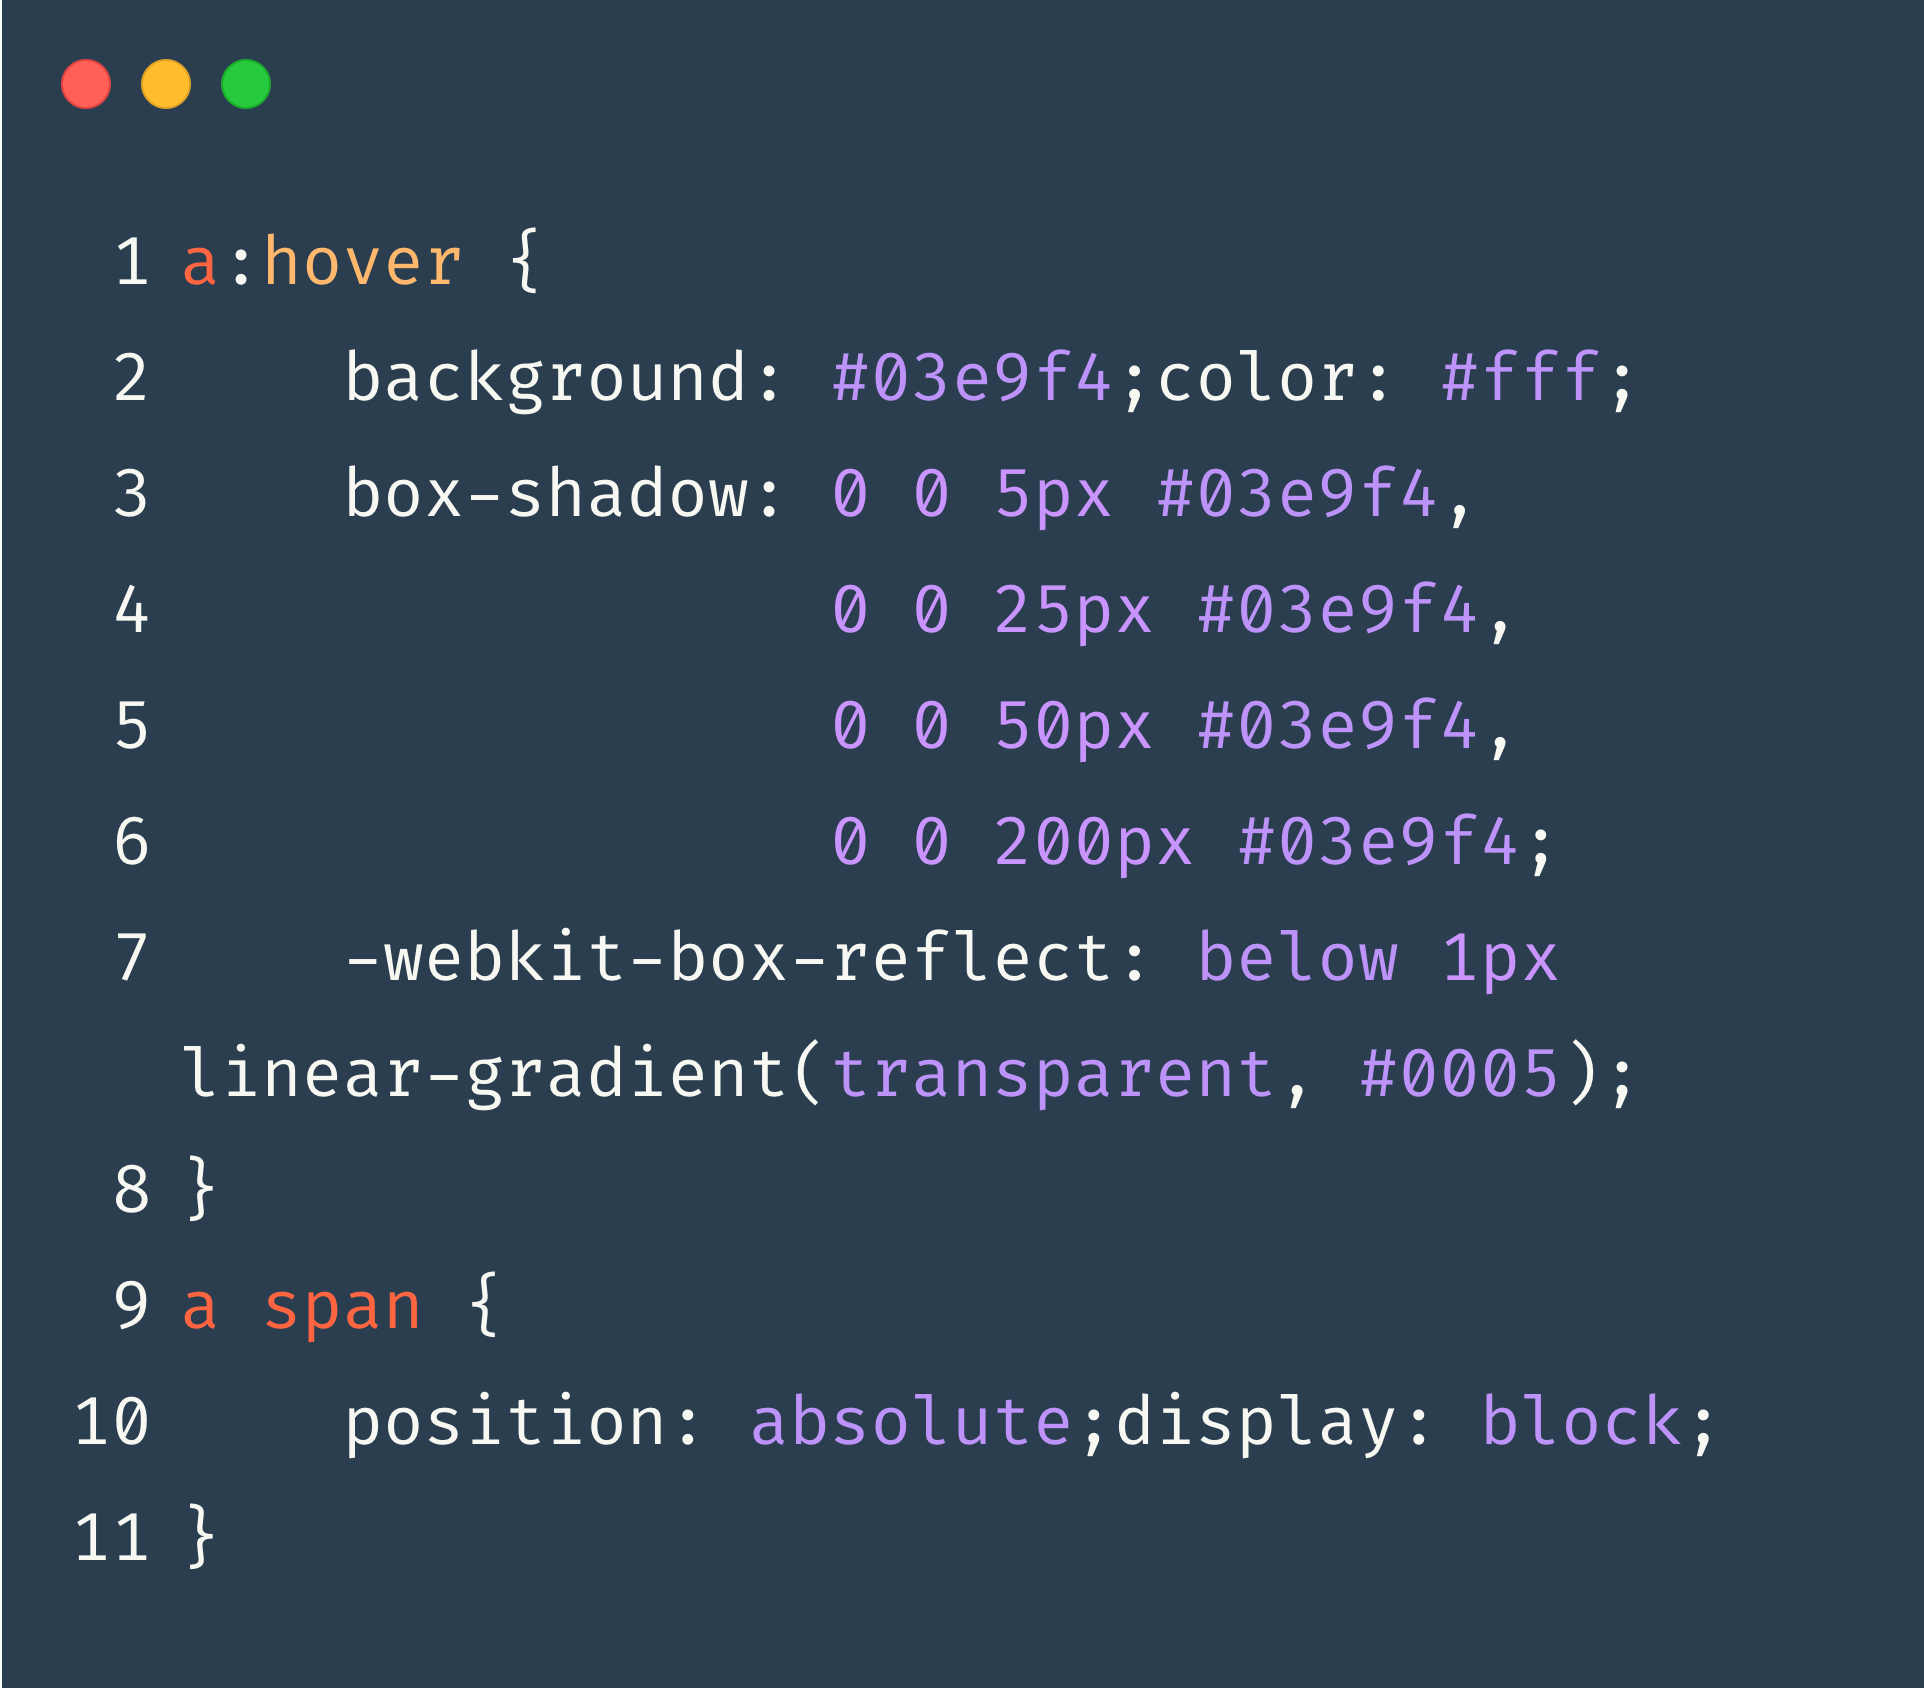 1 a:hover {
2     background: #03e9f4;color: #fff;
3     box-shadow: 0 0 5px #03e9f4,
4                 0 0 25px #03e9f4,
5                 0 0 50px #03e9f4,
6                 0 0 200px #03e9f4;
7     -webkit-box-reflect: below 1px
linear-gradient(transparent, #0005);
8 }
9 a span {
10     position: absolute;display: block;
11 }